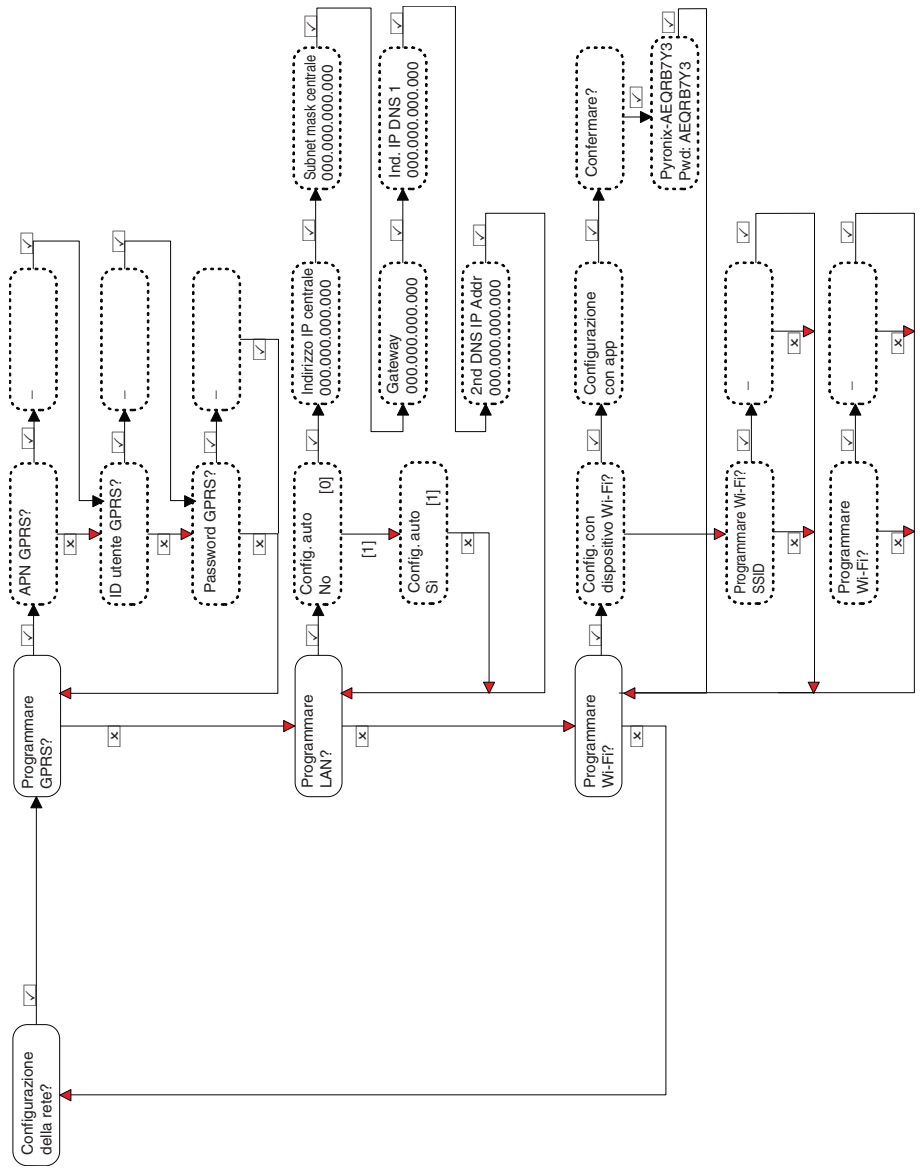 Configurazione
della rete?
Programmare
GPRS?
APN GPRS?
_
ID utente GPRS?
_
Password GPRS?
_
Programmare
LAN?
Config. auto
No [0]
[1]
Config. auto
Si [1]
Indirizzo IP centrale
000.000.000.000
Subnet mask centrale
000.000.000.000
Gateway
000.000.000.000
Ind. IP DNS 1
000.000.000.000
2nd DNS IP Addr
000.000.000.000
Programmare
Wi-Fi?
Config. con
dispositivo Wi-Fi?
Configurazione
con app
Confermare?
Pyronix-AEQRB7Y3
Pwd: AEQRB7Y3
Programmare Wi-Fi?
SSID
_
Programmare
Wi-Fi?
_